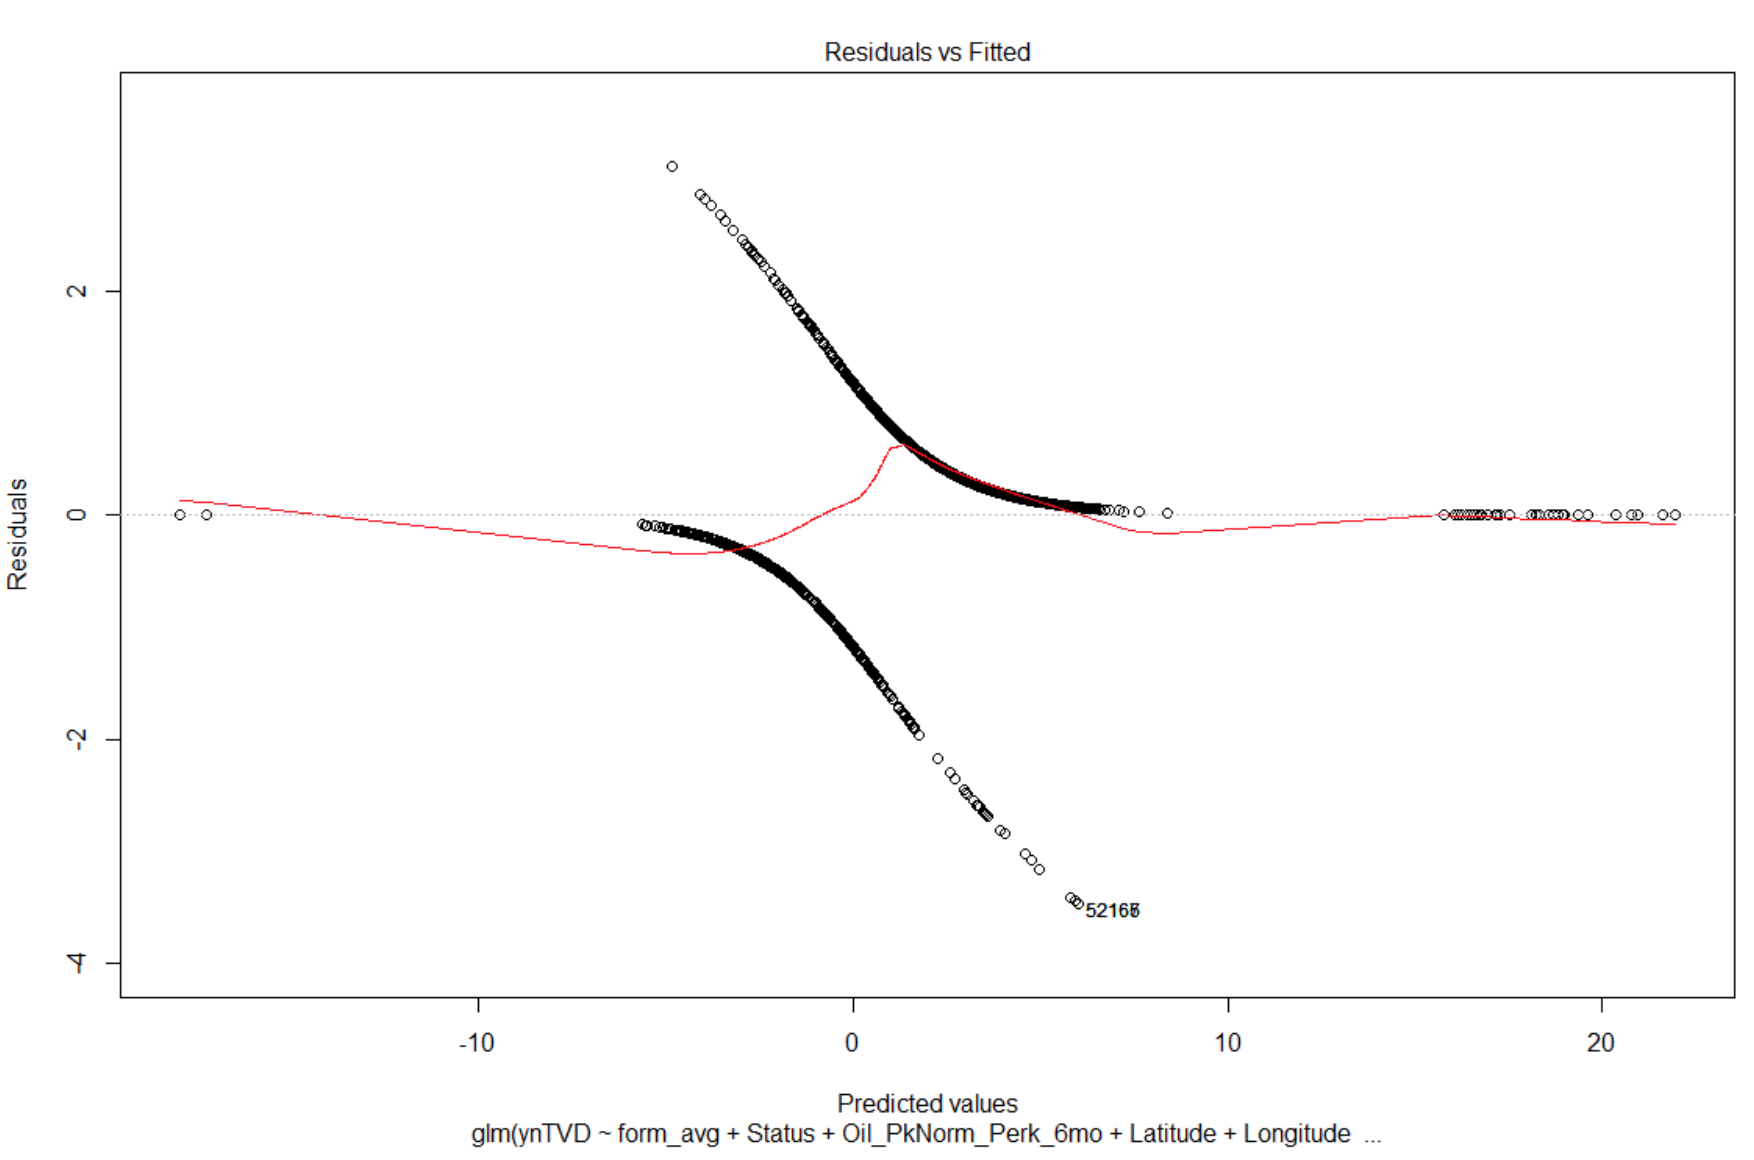 Residuals vs Fitted
Residuals
2
0
-2
-4
-10
0
10
20
Predicted values
glm(ynTVD ~ form_avg + Status + Oil_PkNorm_Perk_6mo + Latitude + Longitude ...